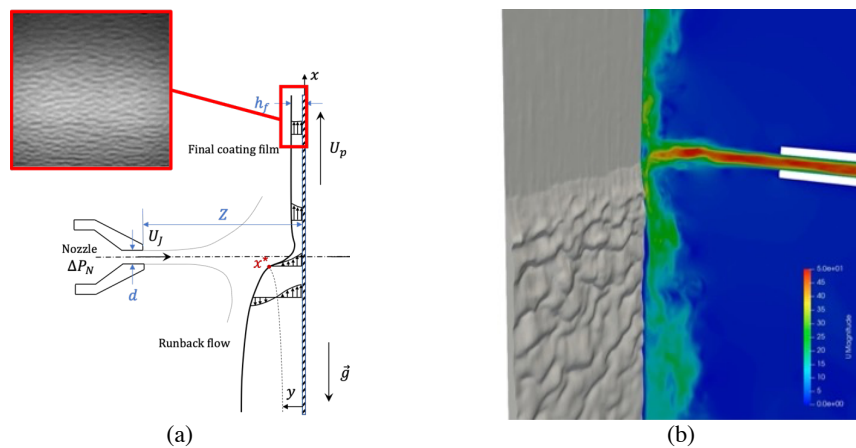 x
h_f
U_p
Final coating film
Z
Nozzle
U_J
ΔP_N
x*
d
Runback flow
y
g⃗
5.0e+01
45
40
35
30
25
20
15
10
5
0.0e+00
U Magnitude
(a)
(b)